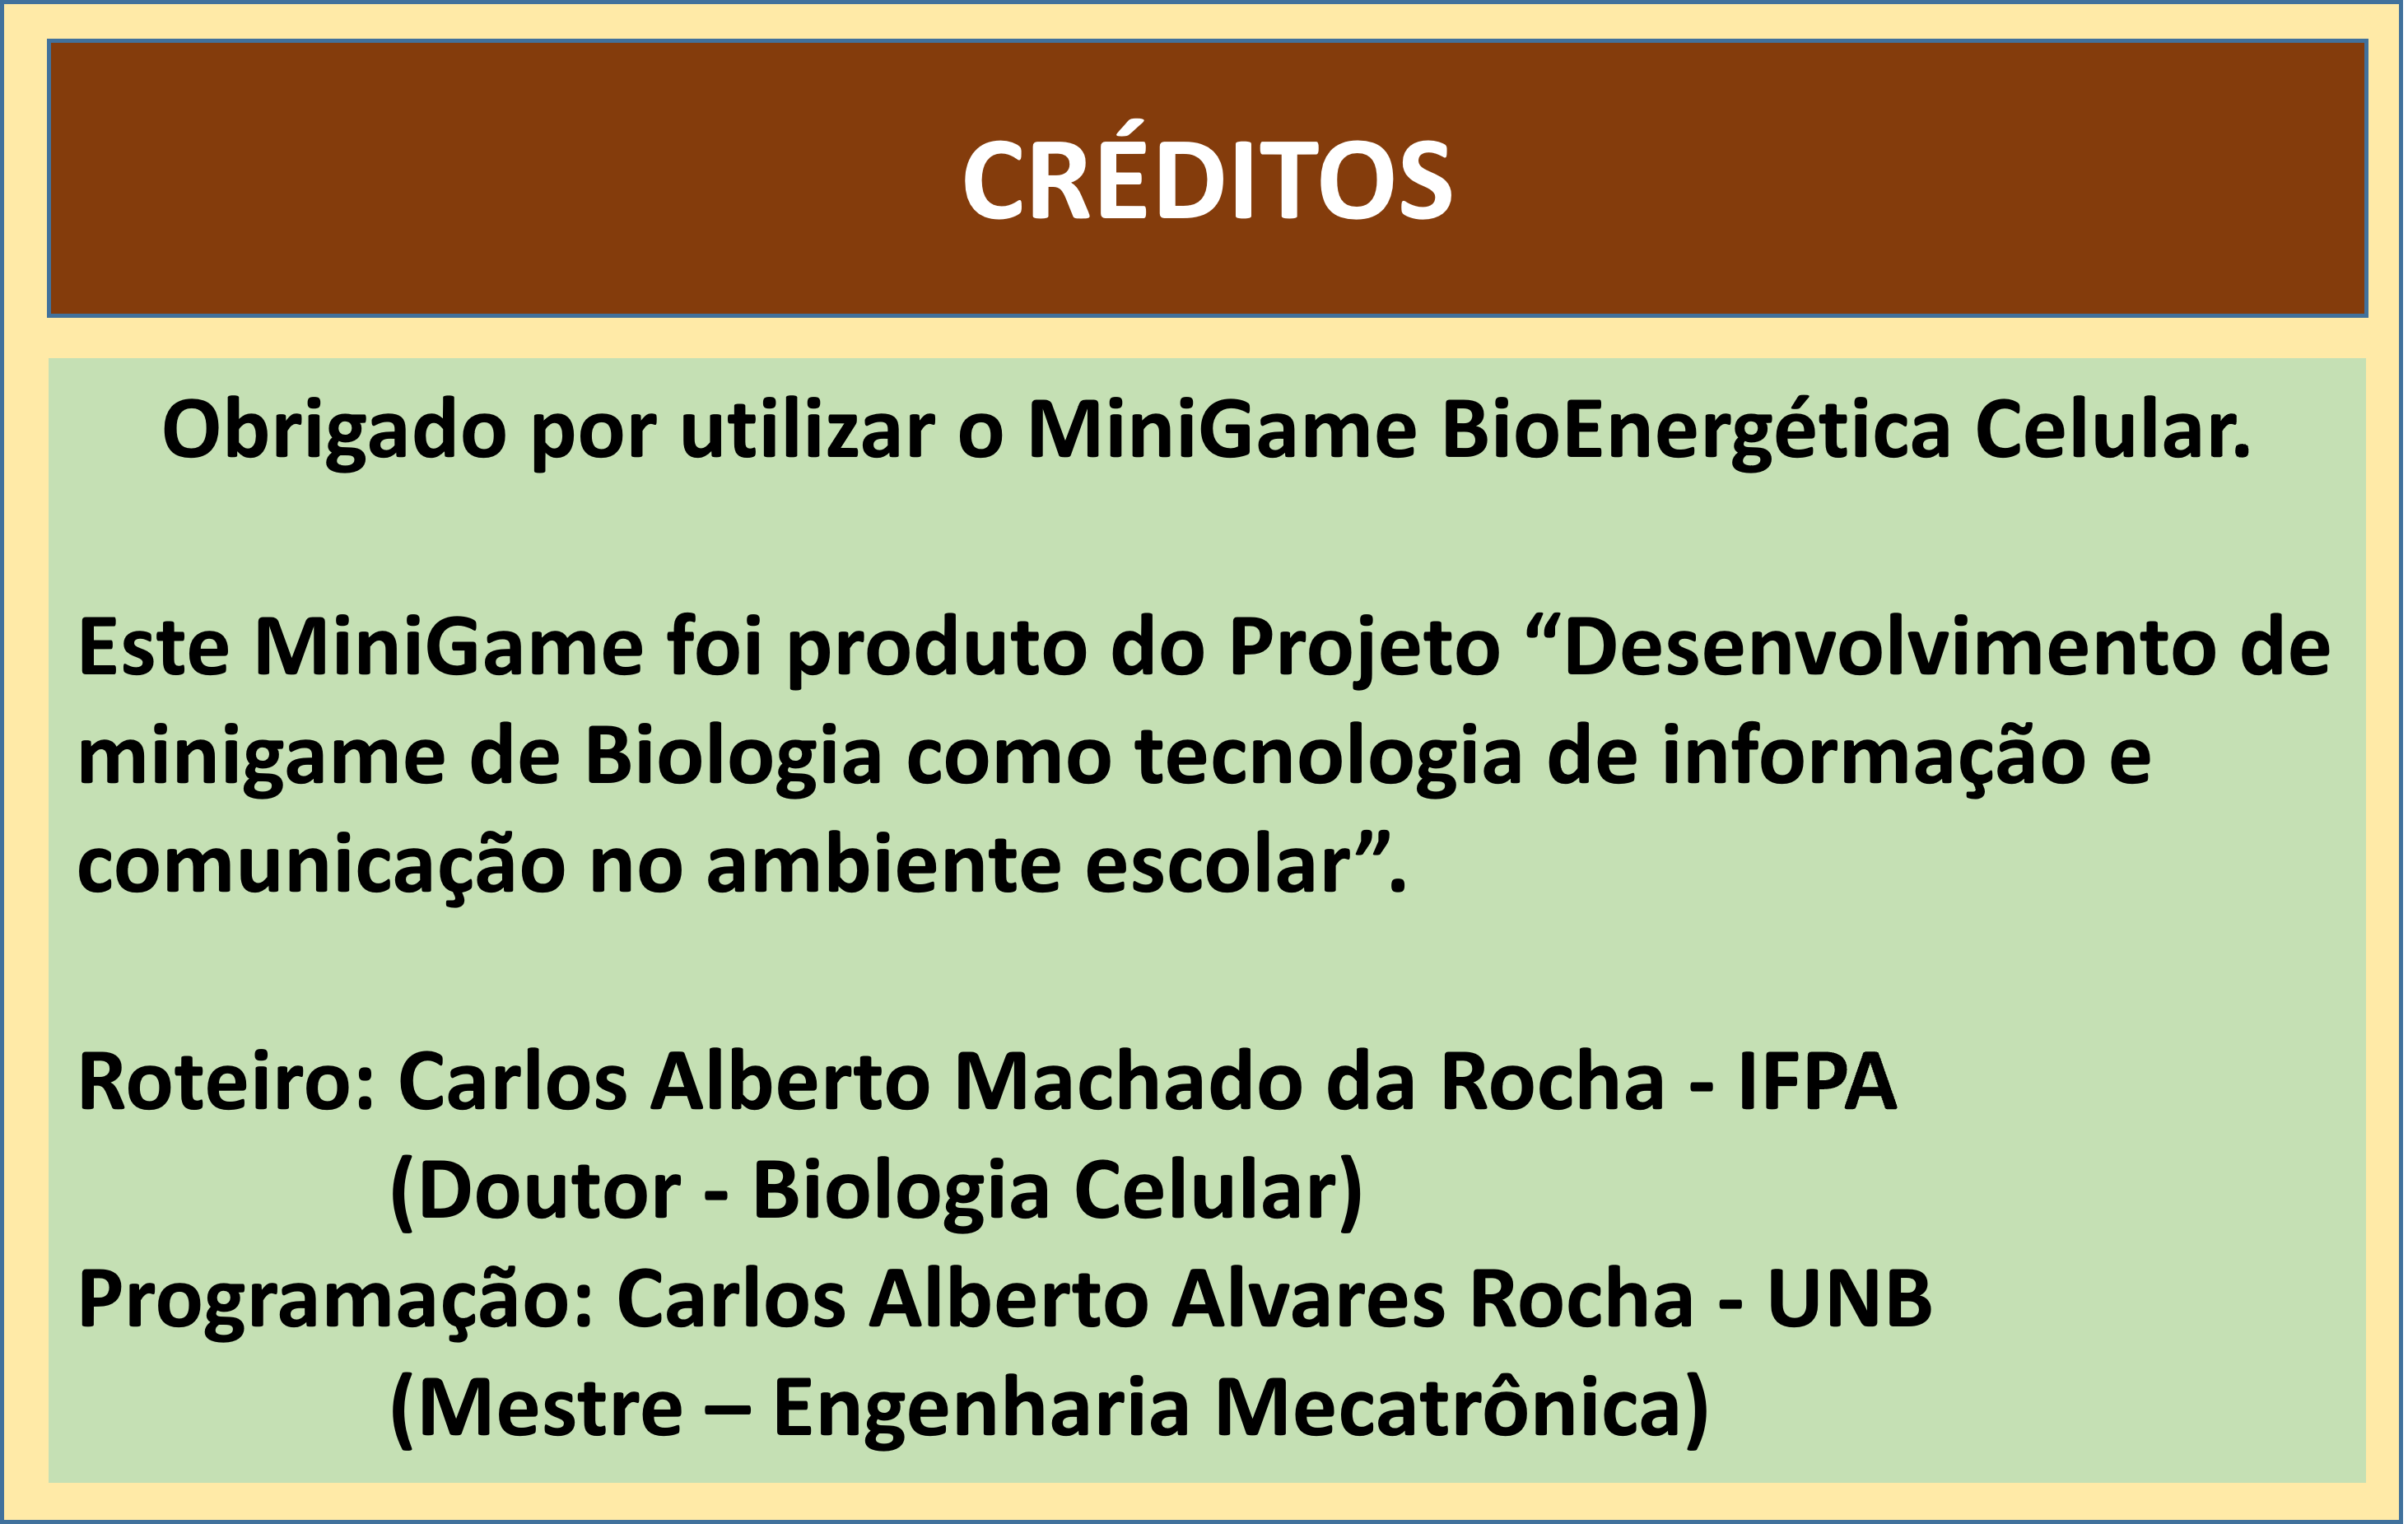 CRÉDITOS
Obrigado por utilizar o MiniGame BioEnergética Celular.
Este MiniGame foi produto do Projeto “Desenvolvimento de
minigame de Biologia como tecnologia de informação e
comunicação no ambiente escolar”.
Roteiro: Carlos Alberto Machado da Rocha - IFPA
(Doutor - Biologia Celular)
Programação: Carlos Alberto Alvares Rocha - UNB
(Mestre – Engenharia Mecatrônica)